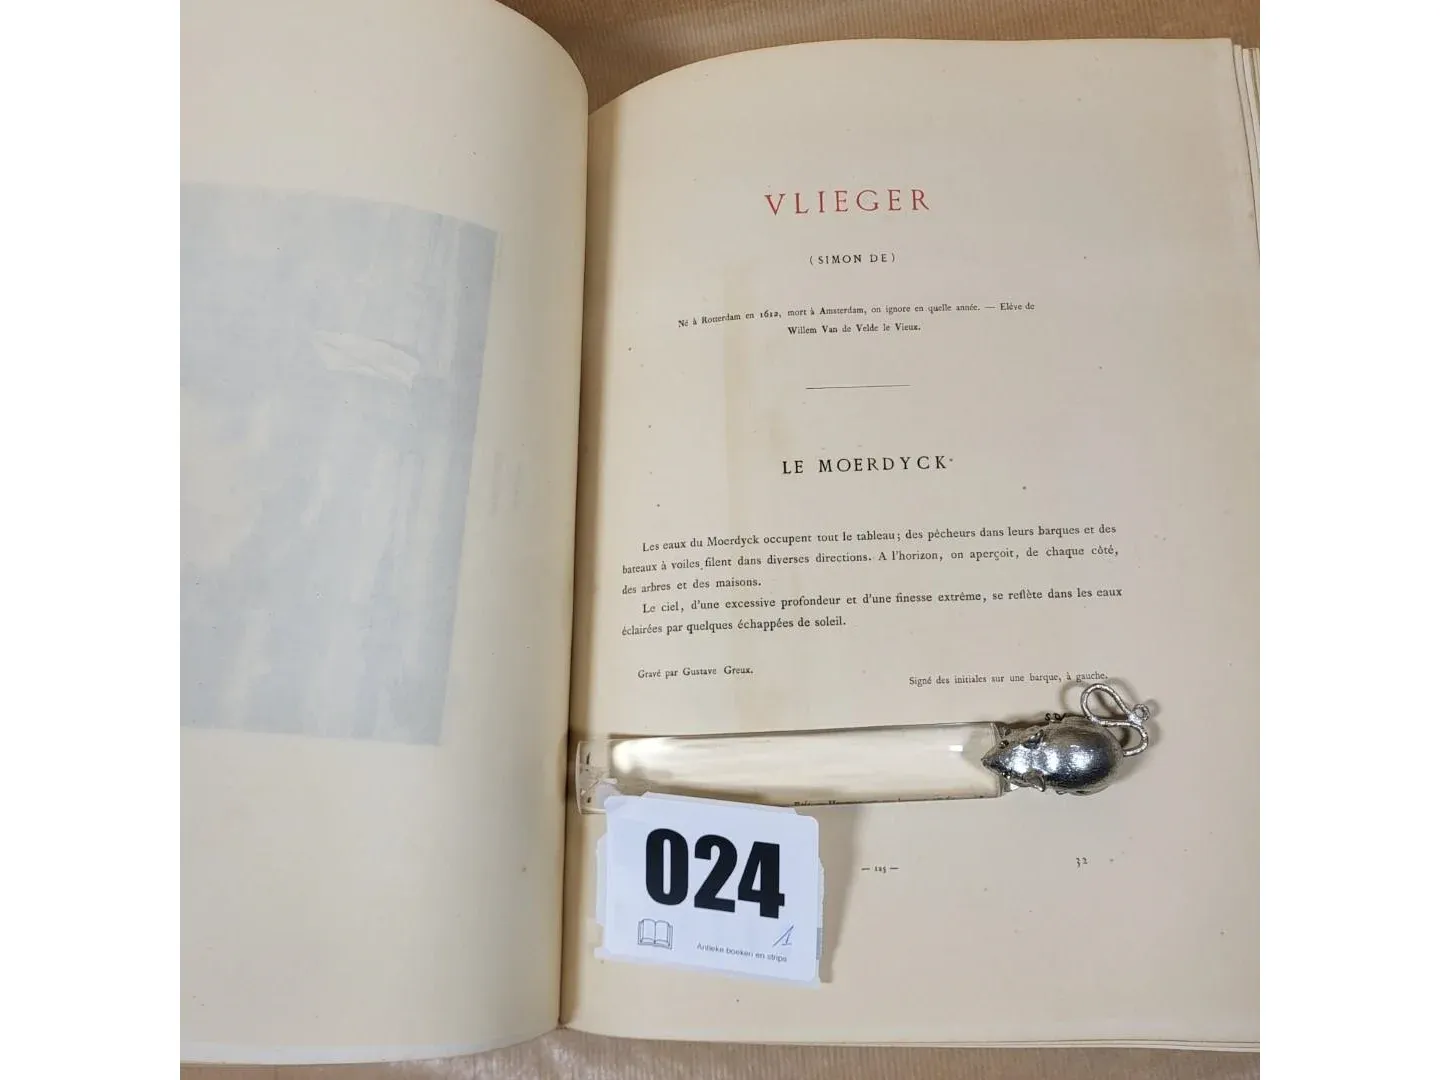 VLIEGER
(SIMON DE)
Né à Rotterdam en 1612, mort à Amsterdam, on ignore en quelle année. — Elève de
Willem Van de Velde le Vieux.
LE MOERDYCK
Les eaux du Moerdyck occupent tout le tableau; des pêcheurs dans leurs barques et des
bateaux à voiles filent dans diverses directions. A l'horizon, on aperçoit, de chaque côté,
des arbres et des maisons.
Le ciel, d'une excessive profondeur et d'une finesse extrême, se reflète dans les eaux
éclairées par quelques échappées de soleil.
Gravé par Gustave Greux.
Signé des initiales sur une barque, à gauche.
— 125 —
32
024
1
Antieke boeken en strips